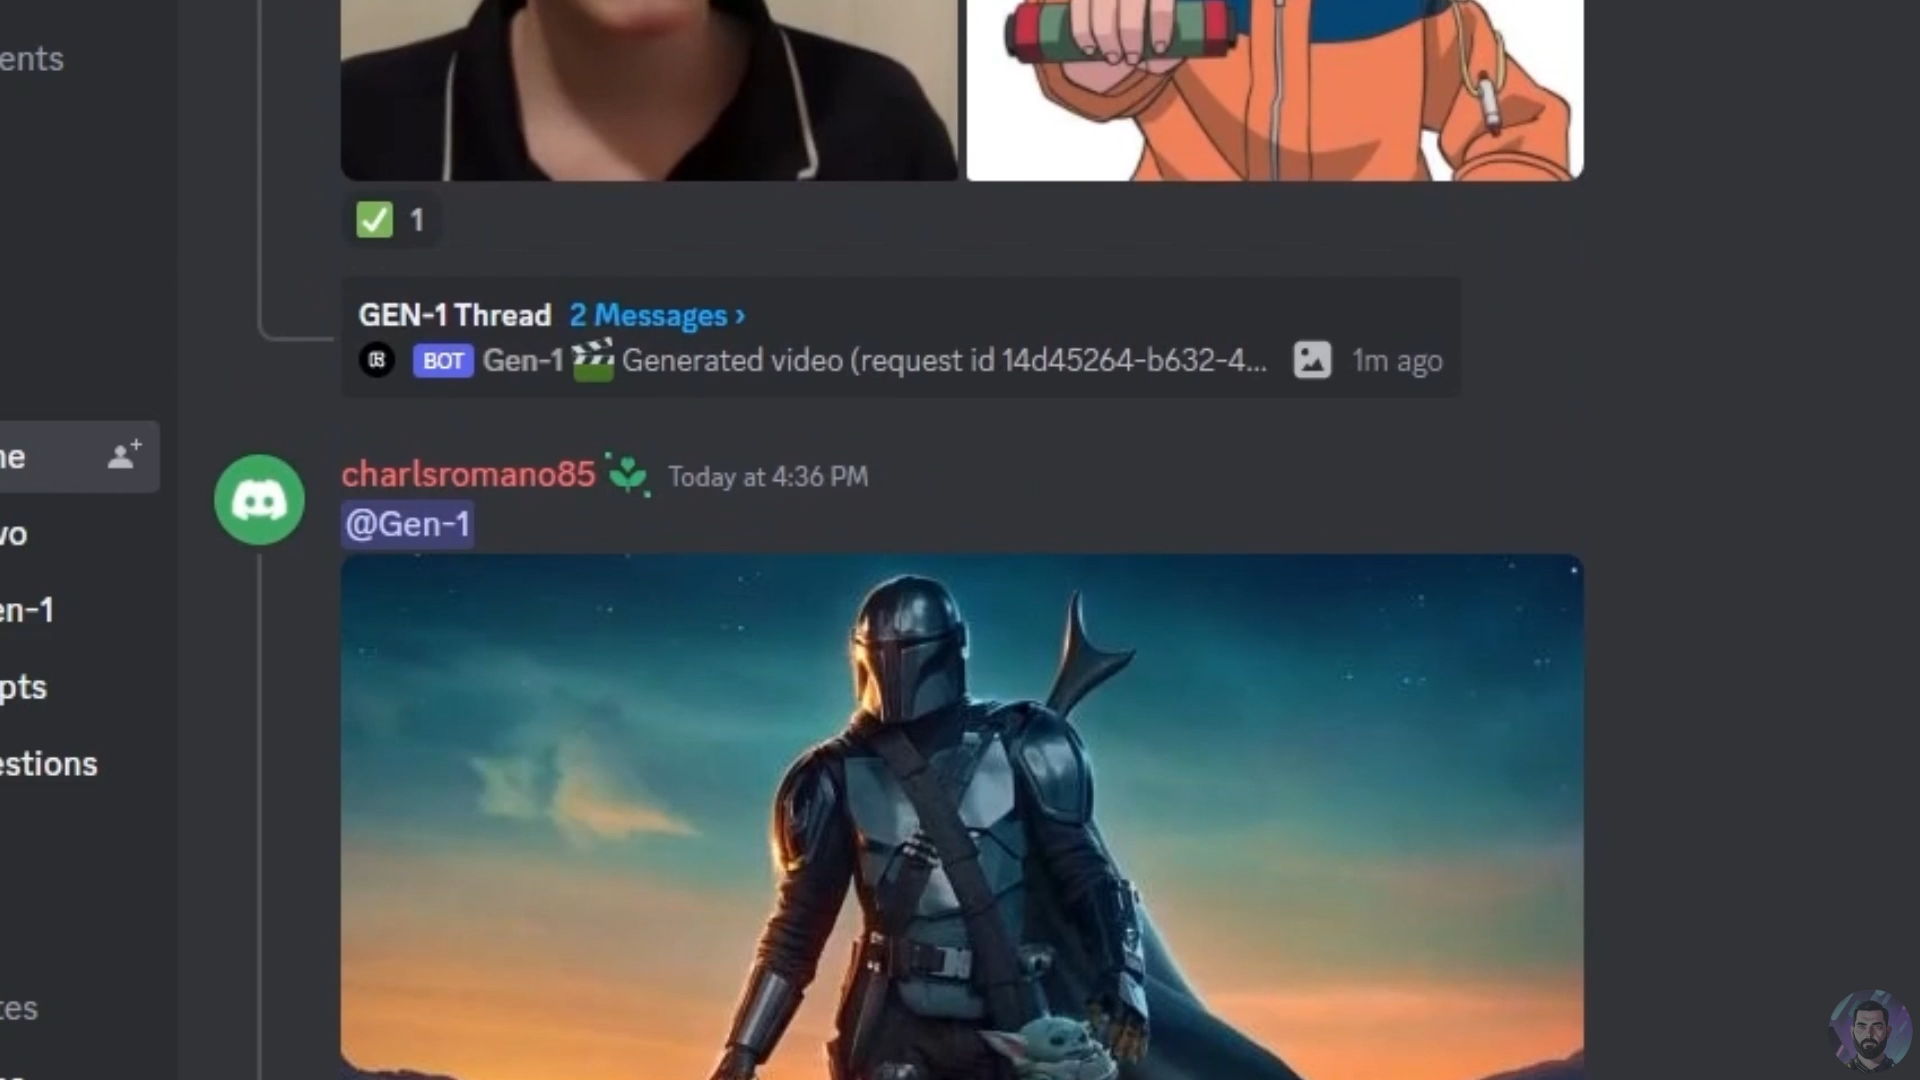 ents
1
GEN-1 Thread 2 Messages ›
BOT Gen-1 Generated video (request id 14d45264-b632-4... 1m ago
ne
charlsromano85 Today at 4:36 PM
@Gen-1
vo
en-1
pts
estions
tes